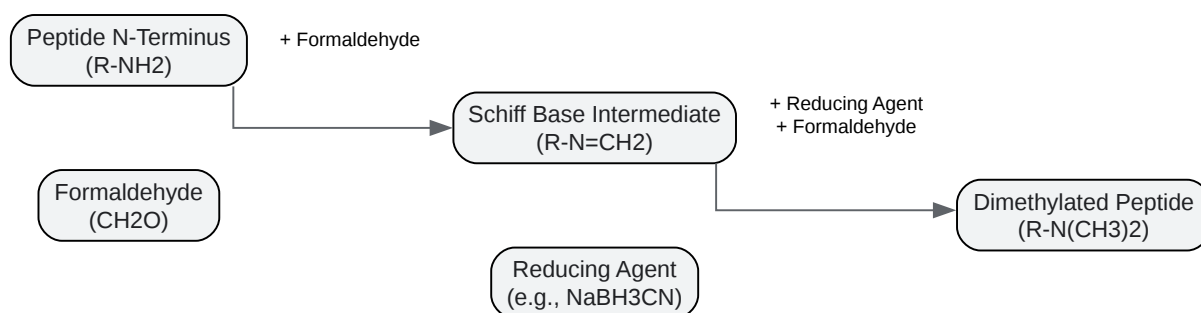 Peptide N-Terminus
(R-NH2)
+ Formaldehyde
Schiff Base Intermediate
(R-N=CH2)
+ Reducing Agent
+ Formaldehyde
Formaldehyde
(CH2O)
Dimethylated Peptide
(R-N(CH3)2)
Reducing Agent
(e.g., NaBH3CN)